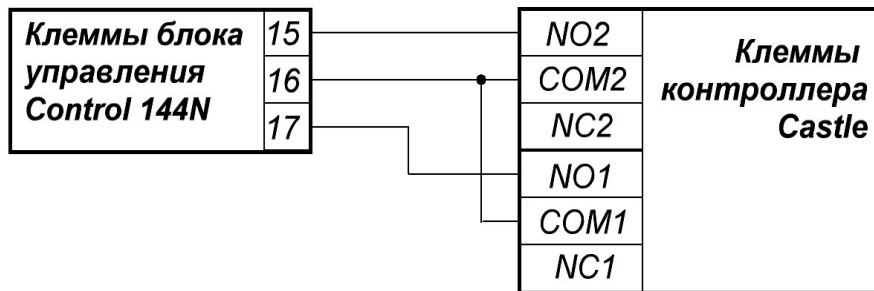 Клеммы блока
управления
Control 144N
15
16
17
NO2
COM2
NC2
NO1
COM1
NC1
Клеммы
контроллера
Castle